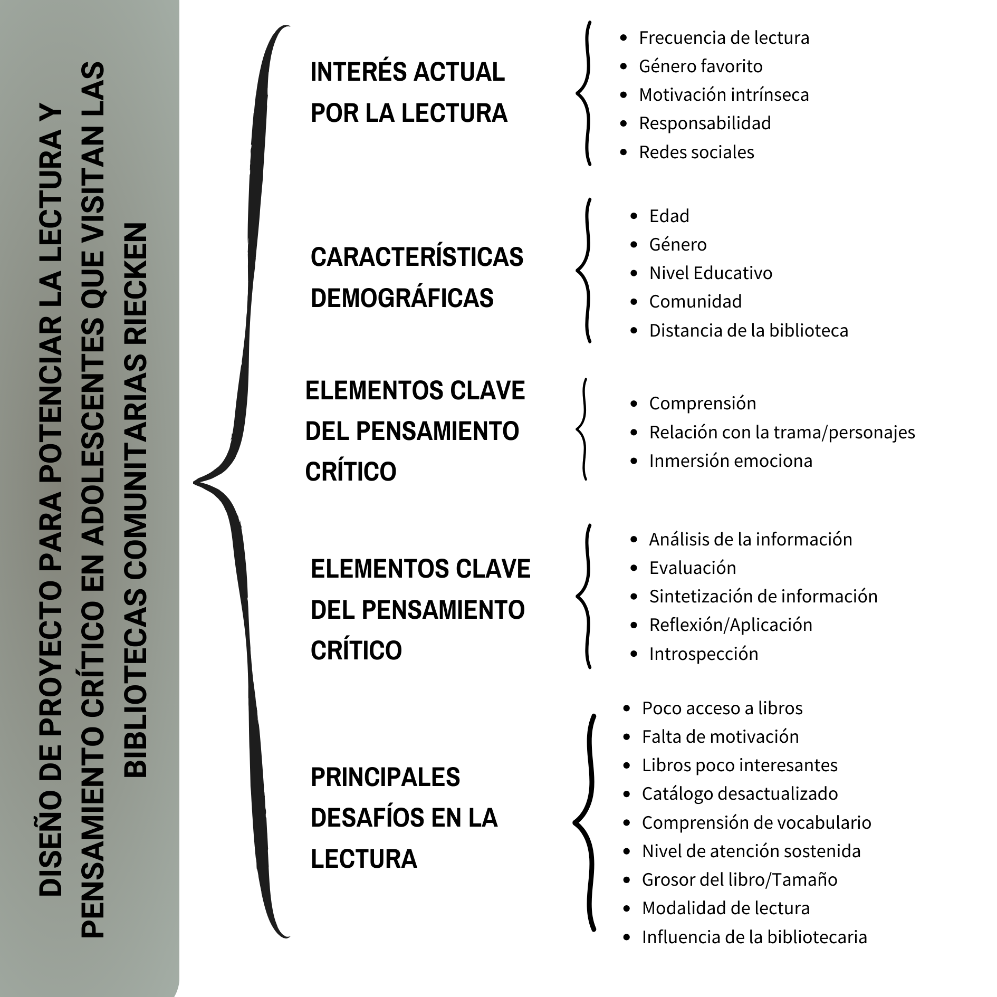 DISEÑO DE PROYECTO PARA POTENCIAR LA LECTURA Y
PENSAMIENTO CRÍTICO EN ADOLESCENTES QUE VISITAN LAS
BIBLIOTECAS COMUNITARIAS RIECKEN
INTERÉS ACTUAL
POR LA LECTURA
• Frecuencia de lectura
• Género favorito
• Motivación intrínseca
• Responsabilidad
• Redes sociales
CARACTERÍSTICAS
DEMOGRÁFICAS
• Edad
• Género
• Nivel Educativo
• Comunidad
• Distancia de la biblioteca
ELEMENTOS CLAVE
DEL PENSAMIENTO
CRÍTICO
• Comprensión
• Relación con la trama/personajes
• Inmersión emociona
ELEMENTOS CLAVE
DEL PENSAMIENTO
CRÍTICO
• Análisis de la información
• Evaluación
• Sintetización de información
• Reflexión/Aplicación
• Introspección
PRINCIPALES
DESAFÍOS EN LA
LECTURA
• Poco acceso a libros
• Falta de motivación
• Libros poco interesantes
• Catálogo desactualizado
• Comprensión de vocabulario
• Nivel de atención sostenida
• Grosor del libro/Tamaño
• Modalidad de lectura
• Influencia de la bibliotecaria